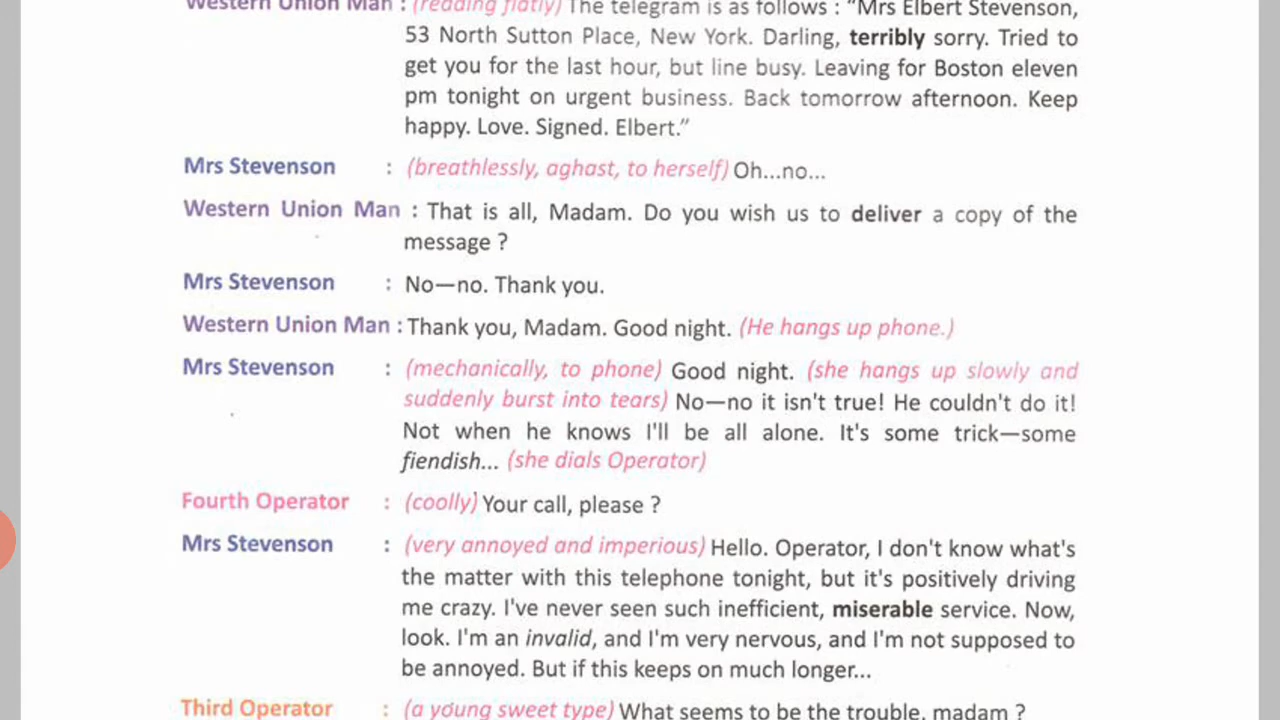 Western Union Man : (reading flatly) The telegram is as follows : “Mrs Elbert Stevenson,
53 North Sutton Place, New York. Darling, terribly sorry. Tried to
get you for the last hour, but line busy. Leaving for Boston eleven
pm tonight on urgent business. Back tomorrow afternoon. Keep
happy. Love. Signed. Elbert.”
Mrs Stevenson : (breathlessly, aghast, to herself) Oh...no...
Western Union Man : That is all, Madam. Do you wish us to deliver a copy of the
message ?
Mrs Stevenson : No—no. Thank you.
Western Union Man : Thank you, Madam. Good night. (He hangs up phone.)
Mrs Stevenson : (mechanically, to phone) Good night. (she hangs up slowly and
suddenly burst into tears) No—no it isn't true! He couldn't do it!
Not when he knows I'll be all alone. It's some trick—some
fiendish... (she dials Operator)
Fourth Operator : (coolly) Your call, please ?
Mrs Stevenson : (very annoyed and imperious) Hello. Operator, I don't know what's
the matter with this telephone tonight, but it's positively driving
me crazy. I've never seen such inefficient, miserable service. Now,
look. I'm an invalid, and I'm very nervous, and I'm not supposed to
be annoyed. But if this keeps on much longer...
Third Operator : (a young sweet type) What seems to be the trouble, madam ?